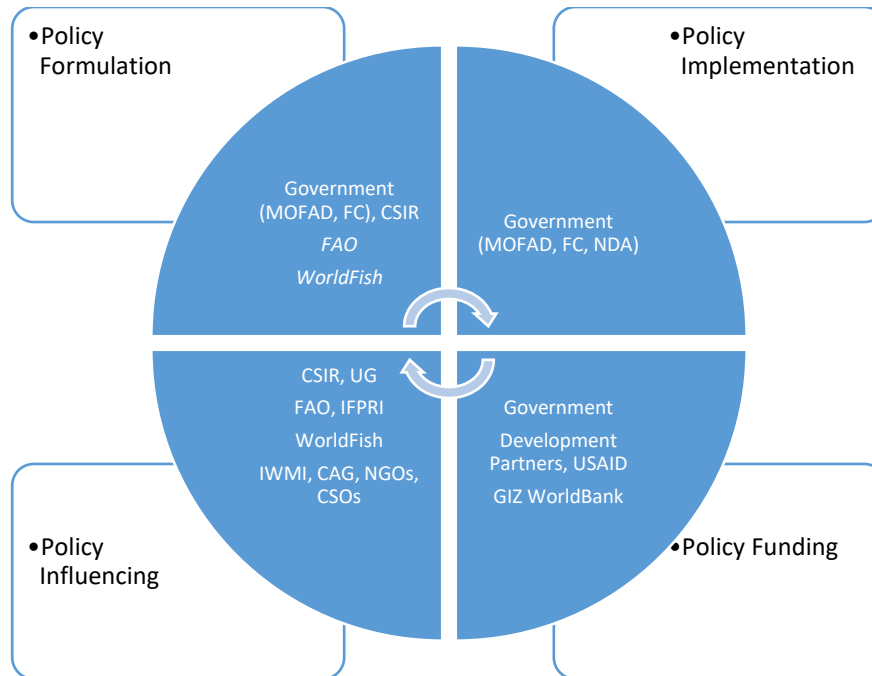 •Policy
Formulation
•Policy
Implementation
Government
(MOFAD, FC), CSIR
FAO
WorldFish
Government
(MOFAD, FC, NDA)
CSIR, UG
FAO, IFPRI
WorldFish
IWMI, CAG, NGOs,
CSOs
Government
Development
Partners, USAID
GIZ WorldBank
•Policy
Influencing
•Policy Funding